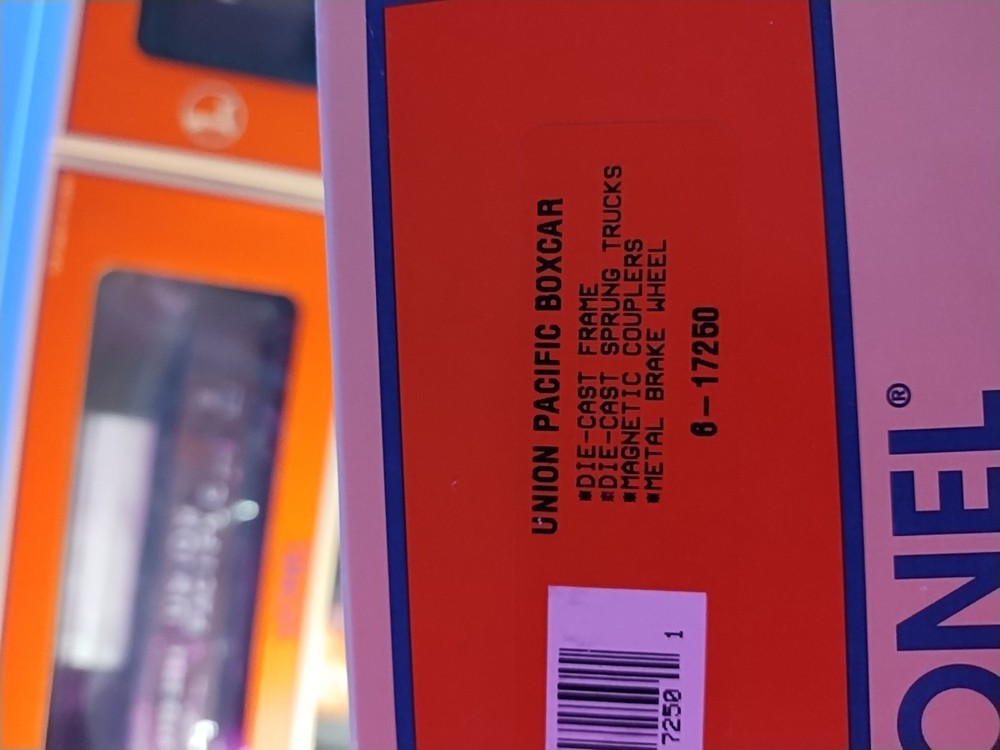 UNION PACIFIC BOXCAR
*DIE-CAST FRAME
*DIE-CAST SPRUNG TRUCKS
*MAGNETIC COUPLERS
*METAL BRAKE WHEEL
6-17250
7250 1
ONEL®